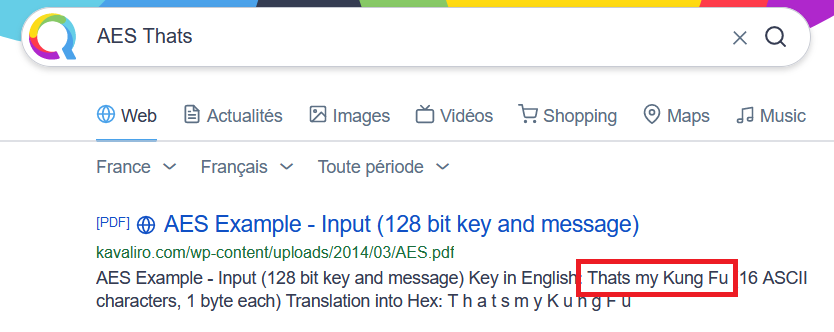 AES Thats
Web Actualités Images Vidéos Shopping Maps Music
France Français Toute période
[PDF] AES Example - Input (128 bit key and message)
kavaliro.com/wp-content/uploads/2014/03/AES.pdf
AES Example - Input (128 bit key and message) Key in English: Thats my Kung Fu (16 ASCII
characters, 1 byte each) Translation into Hex: T h a t s m y K u n g F u